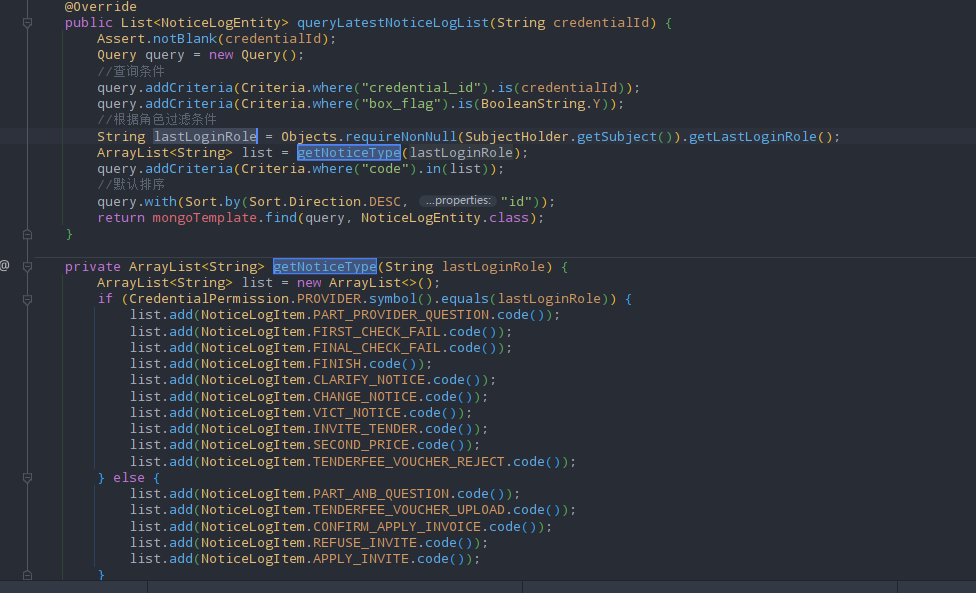 @Override
public List<NoticeLogEntity> queryLatestNoticeLogList(String credentialId) {
Assert.notBlank(credentialId);
Query query = new Query();
//查询条件
query.addCriteria(Criteria.where("credential_id").is(credentialId));
query.addCriteria(Criteria.where("box_flag").is(BooleanString.Y));
//根据角色过滤条件
String lastLoginRole = Objects.requireNonNull(SubjectHolder.getSubject()).getLastLoginRole();
ArrayList<String> list = getNoticeType(lastLoginRole);
query.addCriteria(Criteria.where("code").in(list));
//默认排序
query.with(Sort.by(Sort.Direction.DESC, ...properties: "id"));
return mongoTemplate.find(query, NoticeLogEntity.class);
}
@ private ArrayList<String> getNoticeType(String lastLoginRole) {
ArrayList<String> list = new ArrayList<>();
if (CredentialPermission.PROVIDER.symbol().equals(lastLoginRole)) {
list.add(NoticeLogItem.PART_PROVIDER_QUESTION.code());
list.add(NoticeLogItem.FIRST_CHECK_FAIL.code());
list.add(NoticeLogItem.FINAL_CHECK_FAIL.code());
list.add(NoticeLogItem.FINISH.code());
list.add(NoticeLogItem.CLARIFY_NOTICE.code());
list.add(NoticeLogItem.CHANGE_NOTICE.code());
list.add(NoticeLogItem.VICT_NOTICE.code());
list.add(NoticeLogItem.INVITE_TENDER.code());
list.add(NoticeLogItem.SECOND_PRICE.code());
list.add(NoticeLogItem.TENDERFEE_VOUCHER_REJECT.code());
} else {
list.add(NoticeLogItem.PART_ANB_QUESTION.code());
list.add(NoticeLogItem.TENDERFEE_VOUCHER_UPLOAD.code());
list.add(NoticeLogItem.CONFIRM_APPLY_INVOICE.code());
list.add(NoticeLogItem.REFUSE_INVITE.code());
list.add(NoticeLogItem.APPLY_INVITE.code());
}